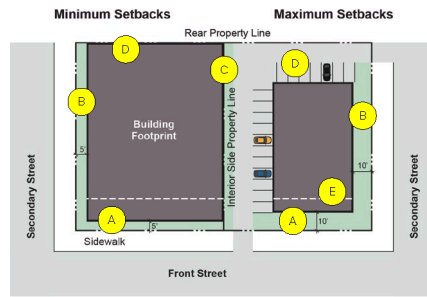 Minimum Setbacks
Maximum Setbacks
Rear Property Line
D
C
D
B
B
Building
Footprint
Interior Side Property Line
Secondary Street
Secondary Street
5'
10'
E
A
A
5'
10'
Sidewalk
Front Street